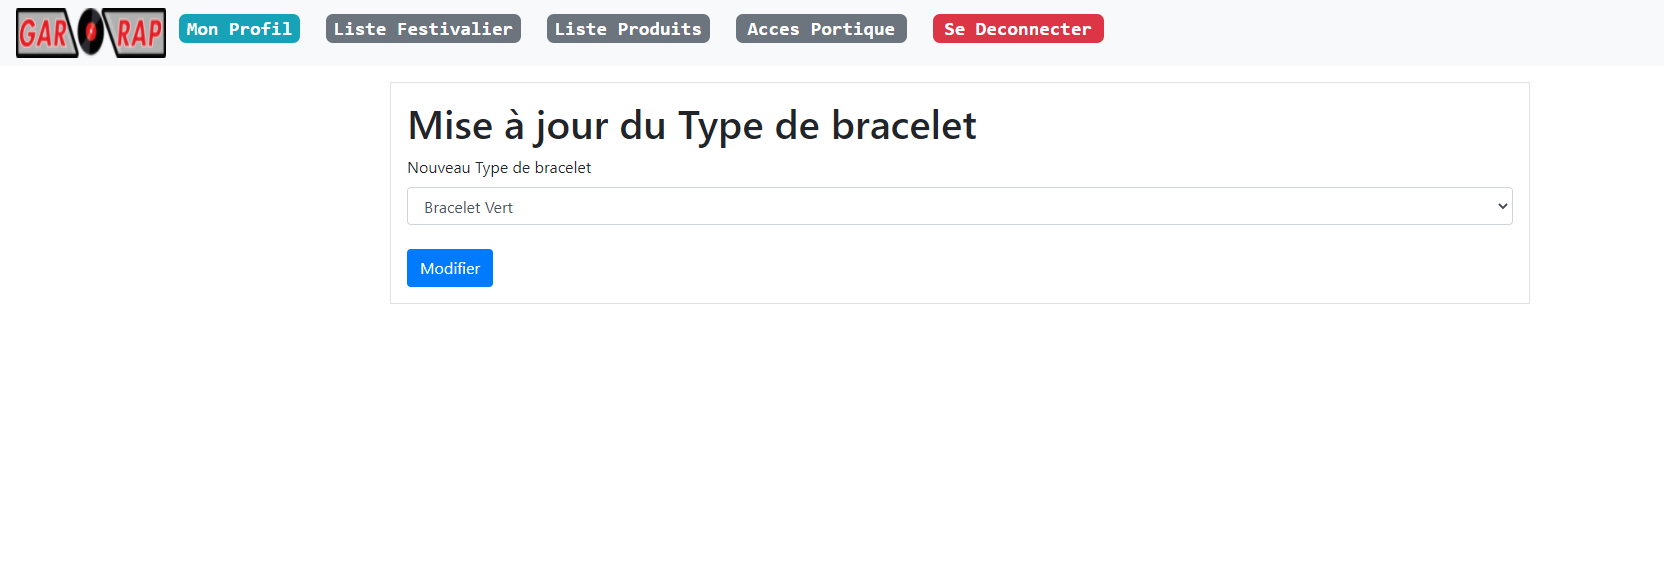 GAR RAP Mon Profil Liste Festivalier Liste Produits Acces Portique Se Deconnecter
Mise à jour du Type de bracelet
Nouveau Type de bracelet
Bracelet Vert
Modifier